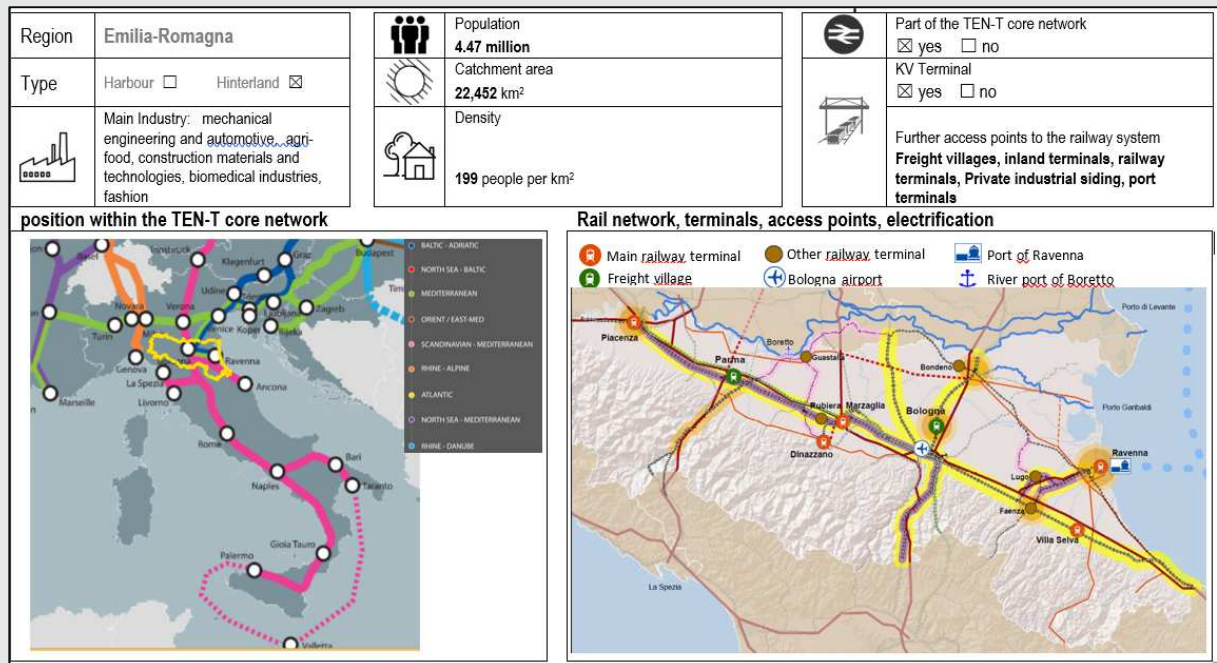 Region
Emilia-Romagna
Type
Harbour ☐ Hinterland ☒
Main Industry: mechanical
engineering and automotive, agri-
food, construction materials and
technologies, biomedical industries,
fashion
Population
4.47 million
Catchment area
22,452 km²
Density
199 people per km²
Part of the TEN-T core network
☒ yes ☐ no
KV Terminal
☒ yes ☐ no
Further access points to the railway system
Freight villages, inland terminals, railway
terminals, Private industrial siding, port
terminals
position within the TEN-T core network
Innsbruck
Klagenfurt
Graz
Budapest
Udine
Novara
Verona
Ljubljana
Zagreb
Turin
Venice
Koper
Rijeka
Genova
Ravenna
La Spezia
Livorno
Ancona
Marseille
Rome
Bari
Naples
Taranto
Gioia Tauro
Palermo
Valletta
BALTIC - ADRIATIC
NORTH SEA - BALTIC
MEDITERRANEAN
ORIENT / EAST-MED
SCANDINAVIAN - MEDITERRANEAN
RHINE - ALPINE
ATLANTIC
NORTH SEA - MEDITERRANEAN
RHINE - DANUBE
Rail network, terminals, access points, electrification
Main railway terminal
Other railway terminal
Port of Ravenna
Freight village
Bologna airport
River port of Boretto
Porto di Levante
Piacenza
Boretto
Guastalla
Parma
Bondeno
Rubiera
Marzaglia
Bologna
Porto Garibaldi
Dinazzano
Ravenna
Lugo
Faenza
Villa Selva
La Spezia